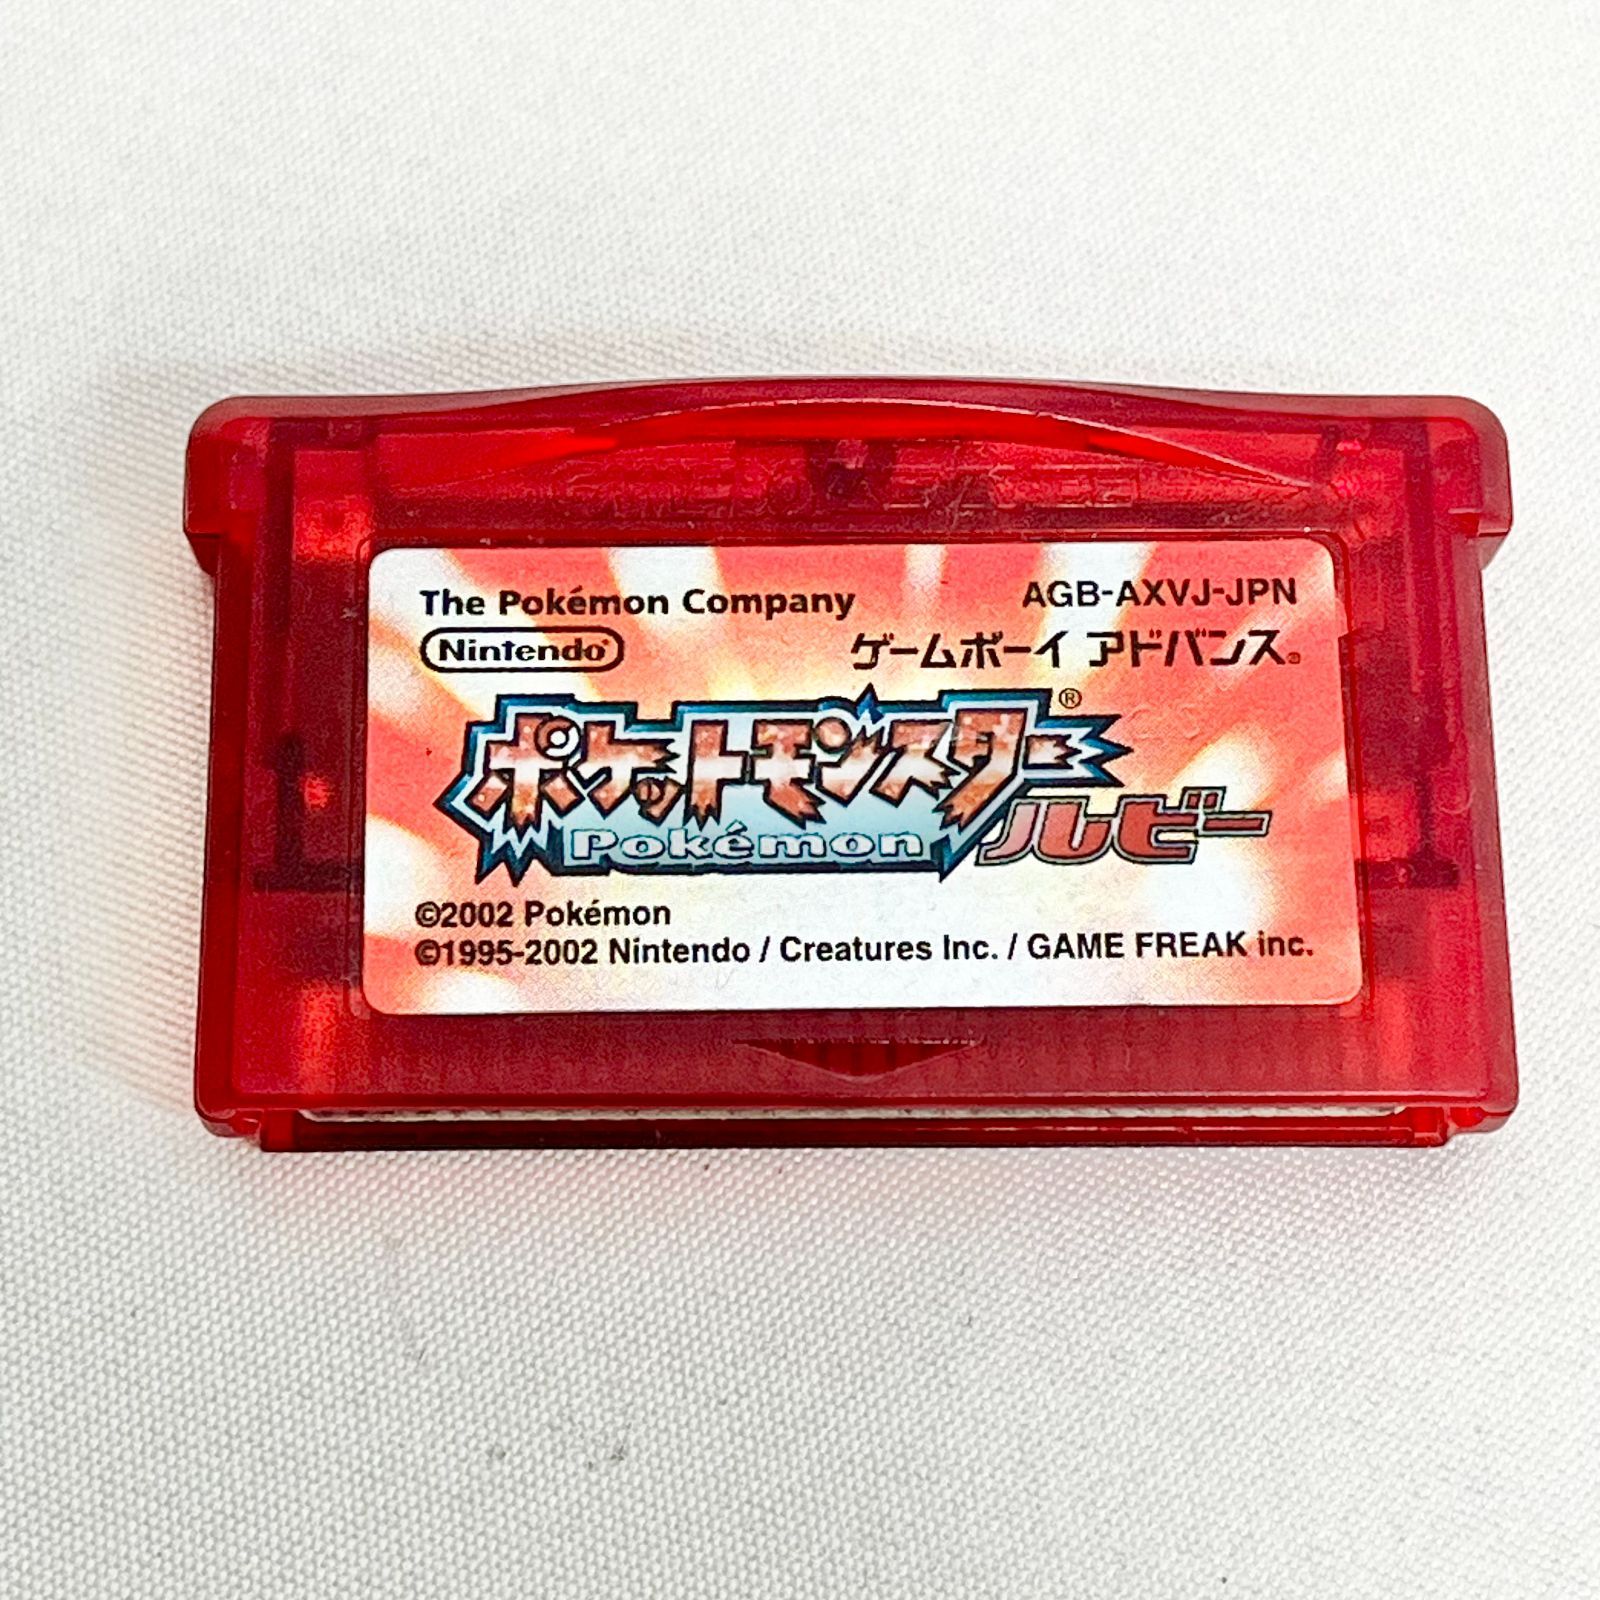 The Pokémon Company
AGB-AXVJ-JPN
Nintendo®
ゲームボーイ アドバンス®
ポケットモンスター®
Pokémon
ルビー
©2002 Pokémon
©1995-2002 Nintendo / Creatures Inc. / GAME FREAK inc.